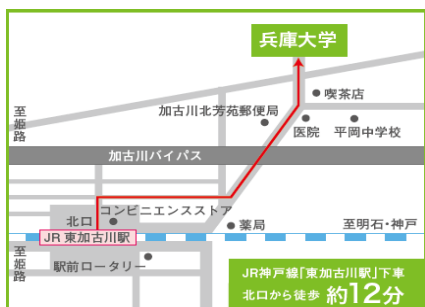 兵庫大学
喫茶店
加古川北芳苑郵便局
医院
平岡中学校
至姫路
加古川バイパス
コンビニエンスストア
北口
薬局
至明石・神戸
JR 東加古川駅
至姫路
駅前ロータリー
JR神戸線「東加古川駅」下車
北口から徒歩 約12分